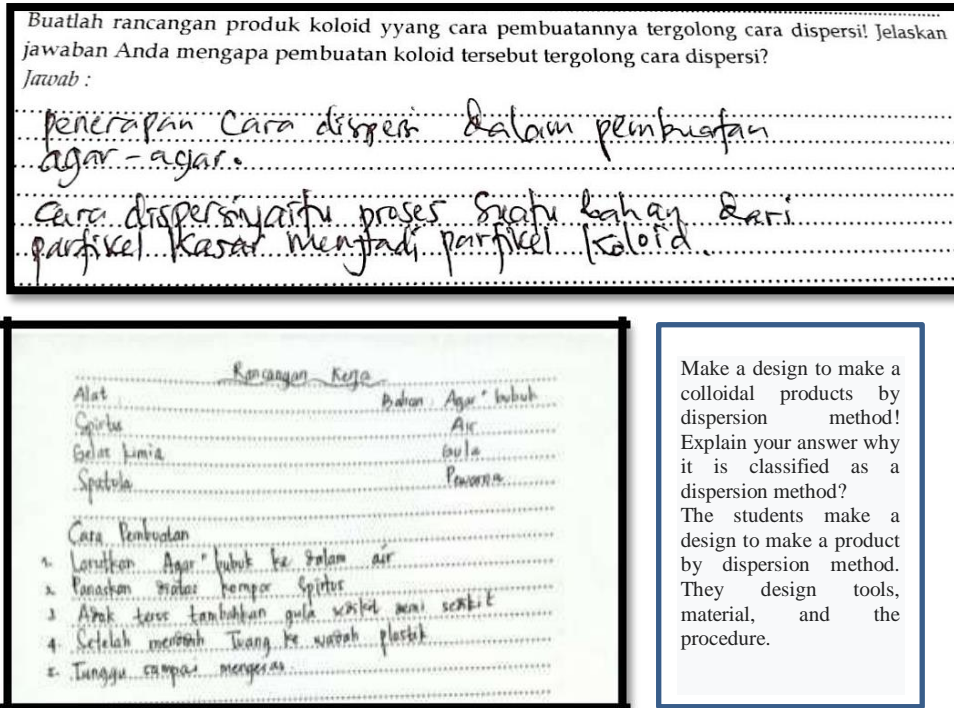 Buatlah rancangan produk koloid yyang cara pembuatannya tergolong cara dispersi! Jelaskan
jawaban Anda mengapa pembuatan koloid tersebut tergolong cara dispersi?
Jawab :
penerapan Cara dispersi dalam pembuatan
agar-agar.
Cara dispersi yaitu proses suatu bahan dari
partikel kasar menjadi partikel koloid.
Rancangan Kerja
Alat Bahan : Agar" bubuk
Spirtus Air
Gelas kimia Gula
Spatula Pewarna
Cara Pembuatan
1. Larutkan Agar" bubuk ke dalam air
2. Panaskan diatas kompor Spirtus
3 Aduk terus tambahkan gula sedikit demi sedikit
4. Setelah Tuang ke wadah plastik
5. Tunggu sampai mengeras
Make a design to make a
colloidal products by
dispersion method!
Explain your answer why
it is classified as a
dispersion method?
The students make a
design to make a product
by dispersion method.
They design tools,
material, and the
procedure.